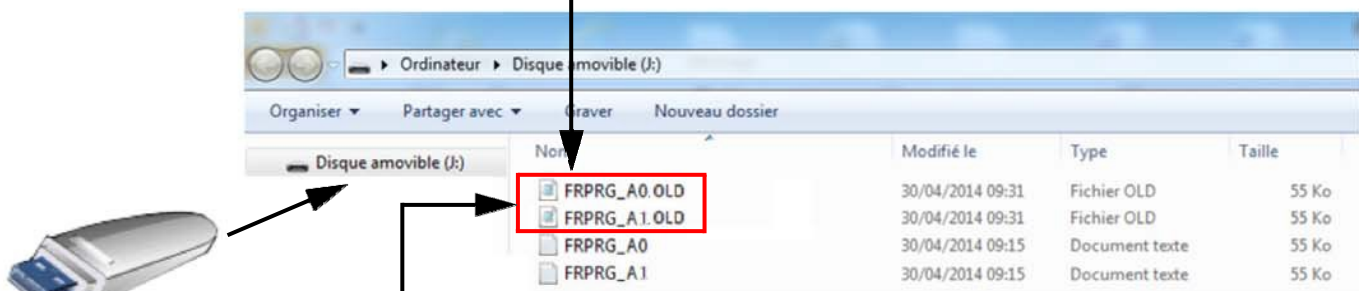 Ordinateur Disque amovible (J:)
Organiser Partager avec Graver Nouveau dossier
Disque amovible (J:)
Nom Modifié le Type Taille
FRPRG_A0.OLD 30/04/2014 09:31 Fichier OLD 55 Ko
FRPRG_A1.OLD 30/04/2014 09:31 Fichier OLD 55 Ko
FRPRG_A0 30/04/2014 09:15 Document texte 55 Ko
FRPRG_A1 30/04/2014 09:15 Document texte 55 Ko